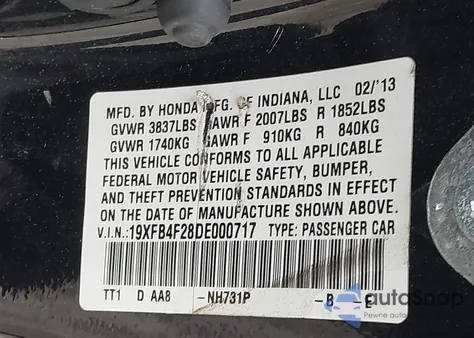 MFD. BY HONDA MFG. OF INDIANA, LLC 02/'13
GVWR 3837LBS GAWR F 2007LBS R 1852LBS
GVWR 1740KG GAWR F 910KG R 840KG
THIS VEHICLE CONFORMS TO ALL APPLICABLE
FEDERAL MOTOR VEHICLE SAFETY, BUMPER,
AND THEFT PREVENTION STANDARDS IN EFFECT
ON THE DATE OF MANUFACTURE SHOWN ABOVE.
V.I.N.:19XFB4F28DE000717 TYPE: PASSENGER CAR
TT1 D AA8 -NH731P -B -E
autoSnap
Pewne auto